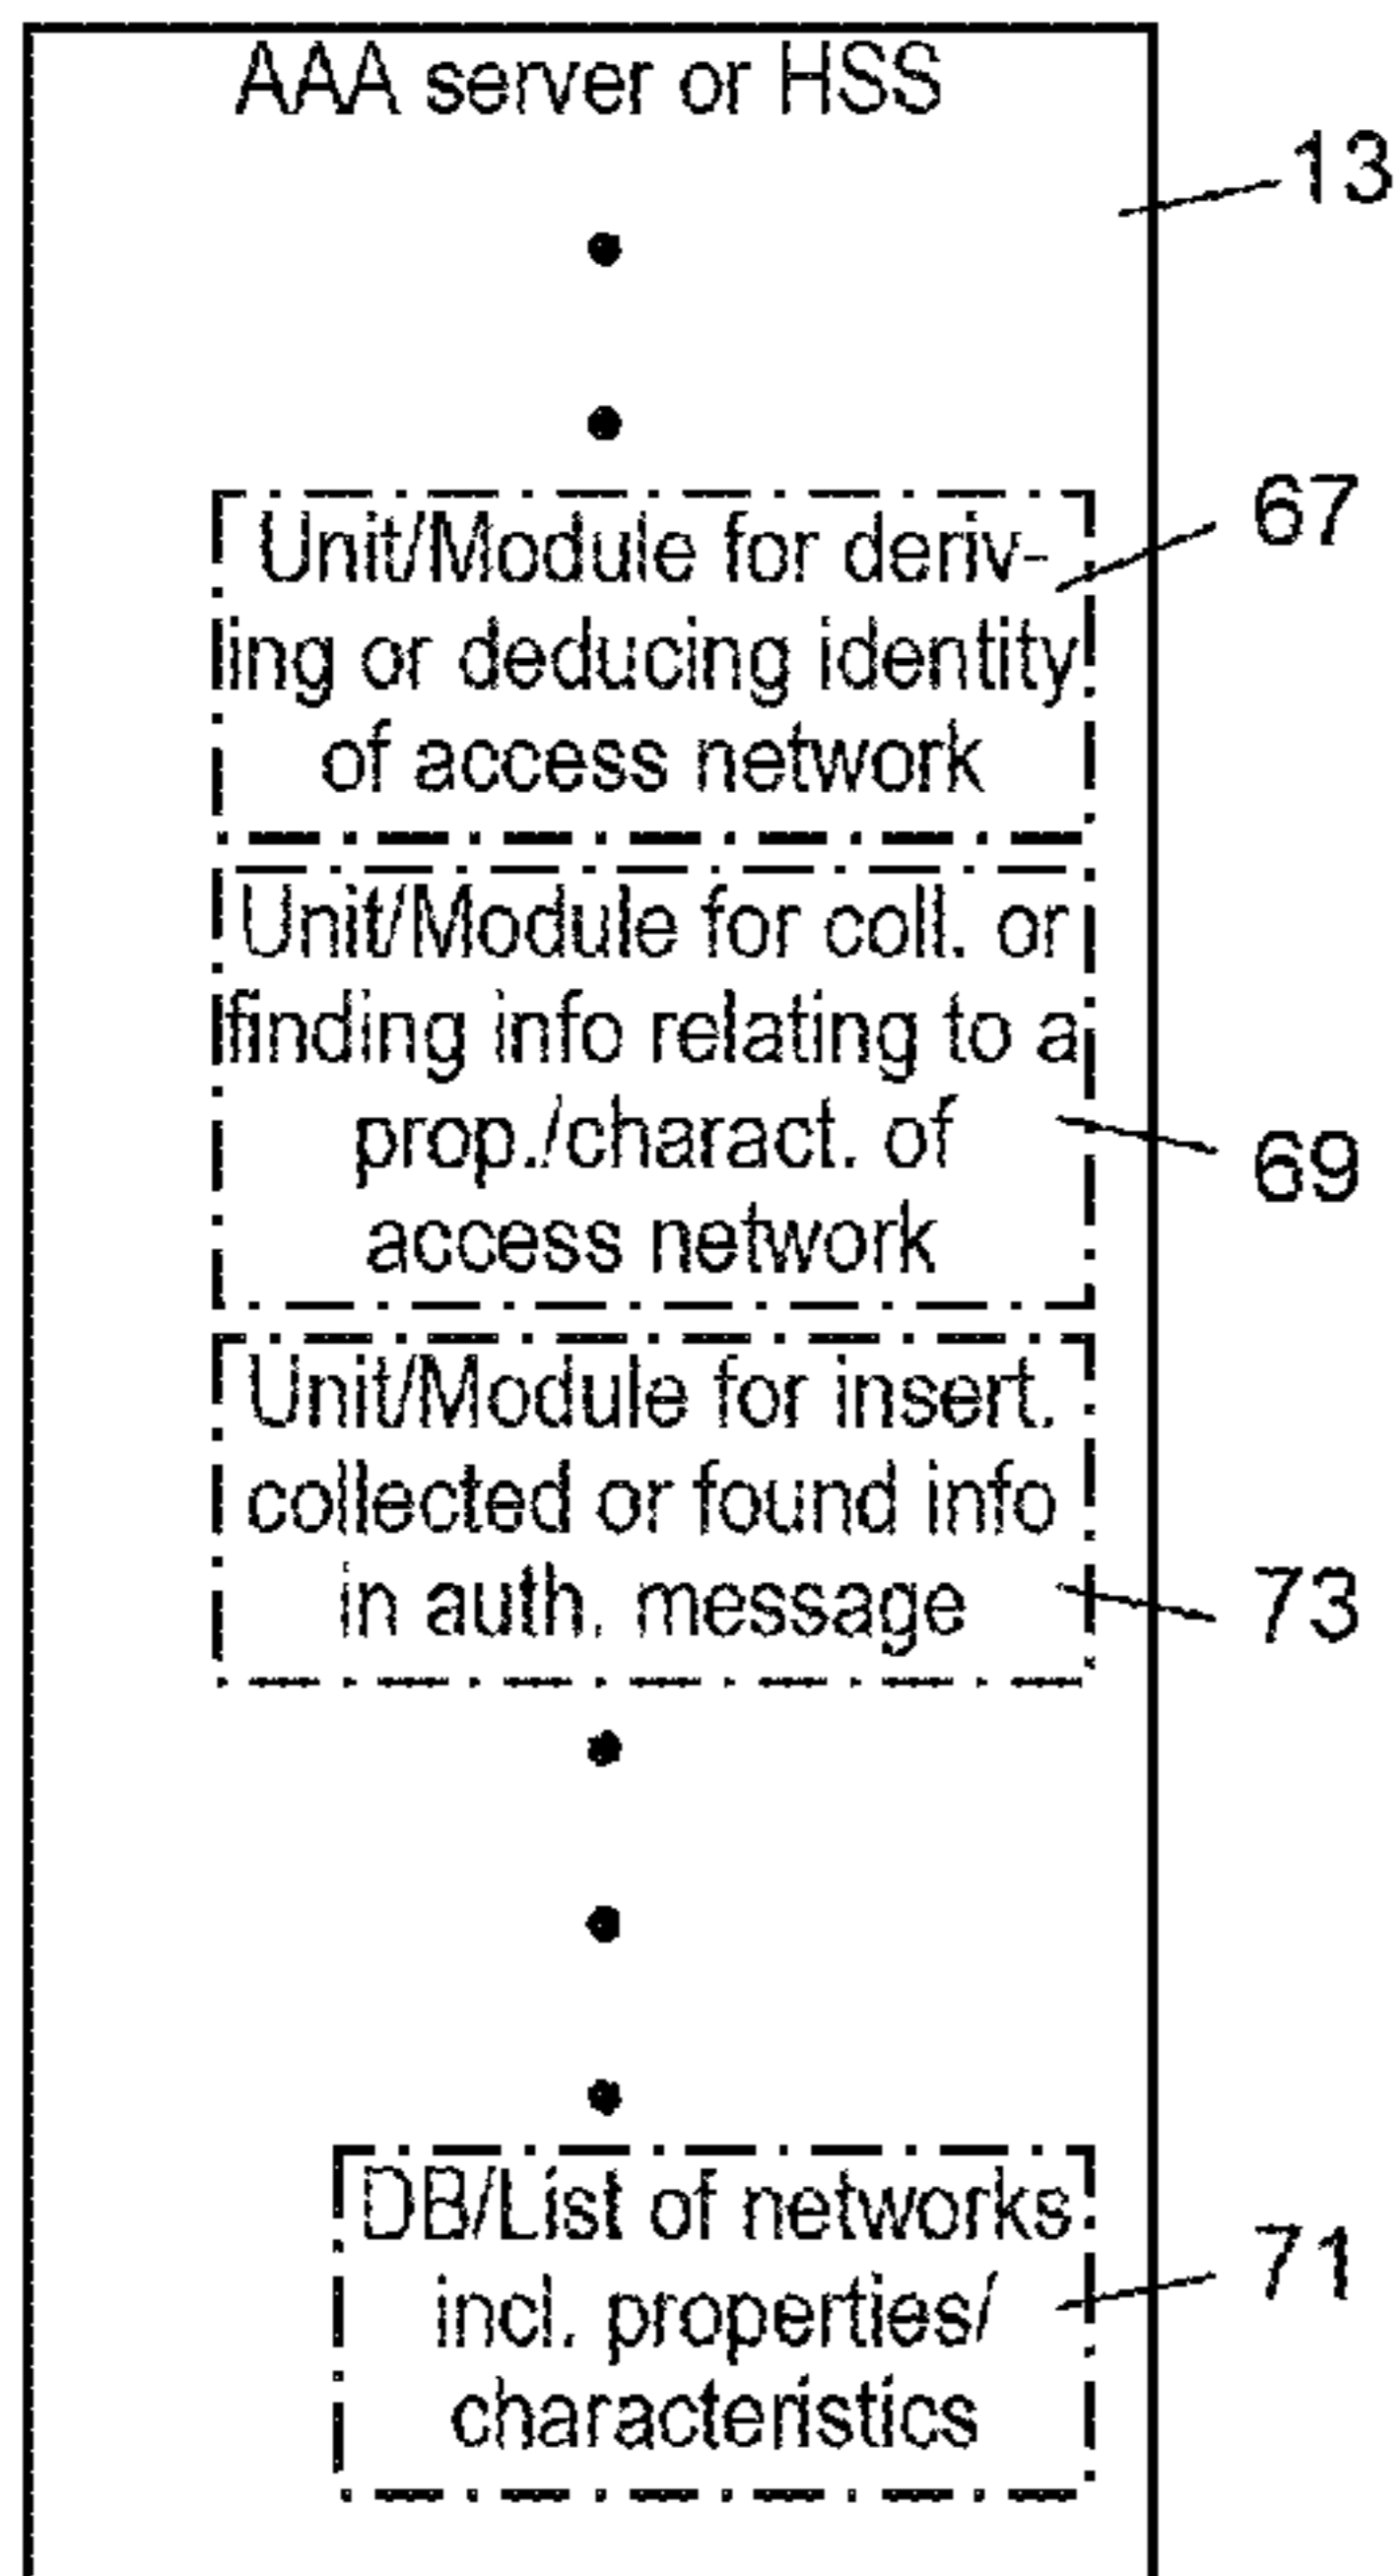 AAA server or HSS
13
Unit/Module for deriv-
ing or deducing identity
of access network
67
Unit/Module for coll. or
finding info relating to a
prop./charact. of
access network
69
Unit/Module for insert.
collected or found info
in auth. message
73
DB/List of networks
incl. properties/
characteristics
71